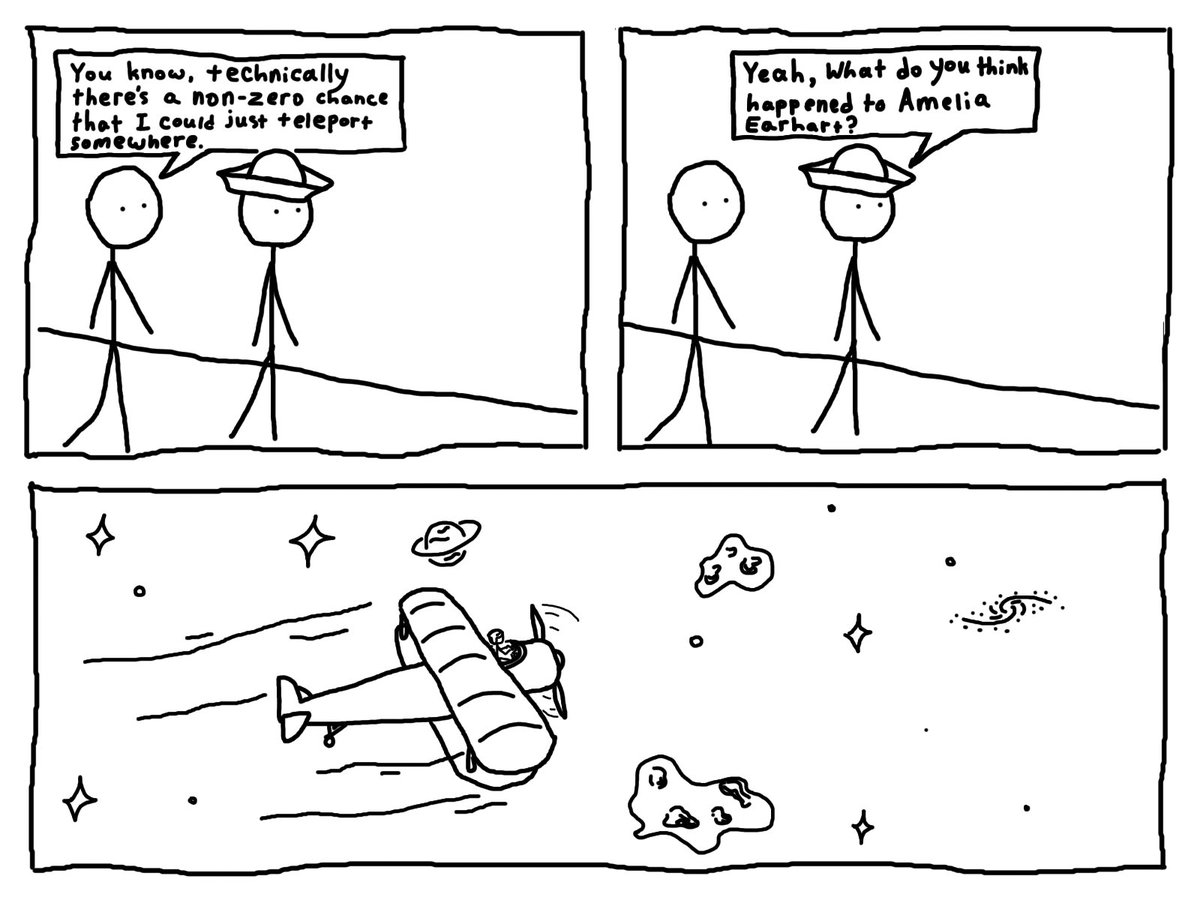 You know, technically
there's a non-zero chance
that I could just teleport
somewhere.
Yeah, What do you think
happened to Amelia
Earhart?